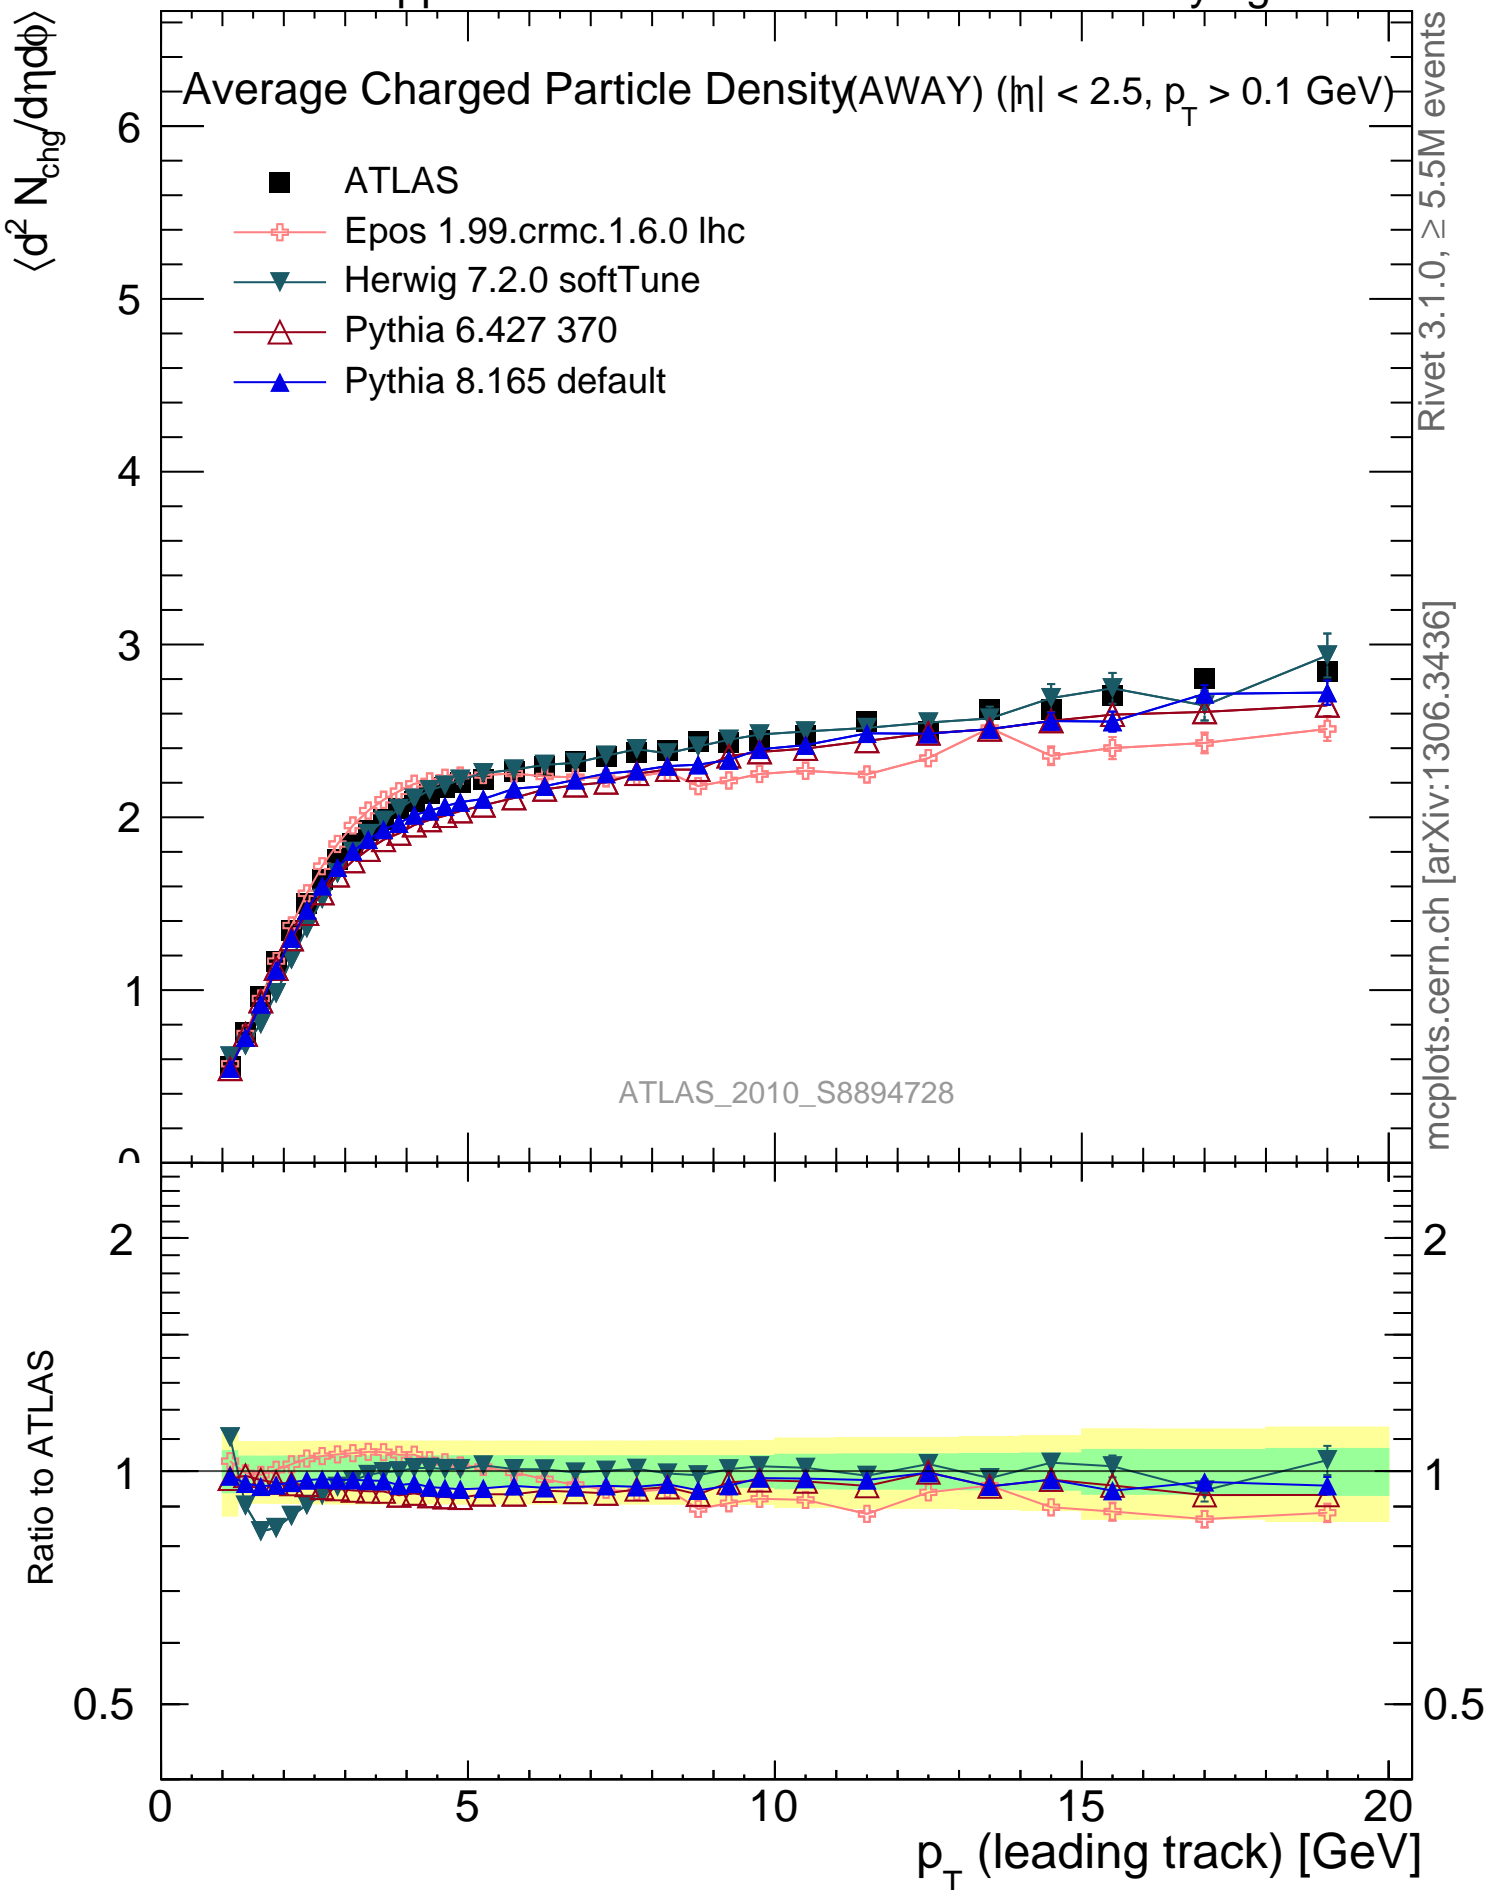 Average Charged Particle Density (AWAY) (|η| < 2.5, p_T > 0.1 GeV)
⟨d² N_chg/dηdϕ⟩
ATLAS
Epos 1.99.crmc.1.6.0 lhc
Herwig 7.2.0 softTune
Pythia 6.427 370
Pythia 8.165 default
6
5
4
3
2
1
0
ATLAS_2010_S8894728
Rivet 3.1.0, ≥ 5.5M events
mcplots.cern.ch [arXiv:1306.3436]
Ratio to ATLAS
2
1
0.5
2
1
0.5
0 5 10 15 20
p_T (leading track) [GeV]